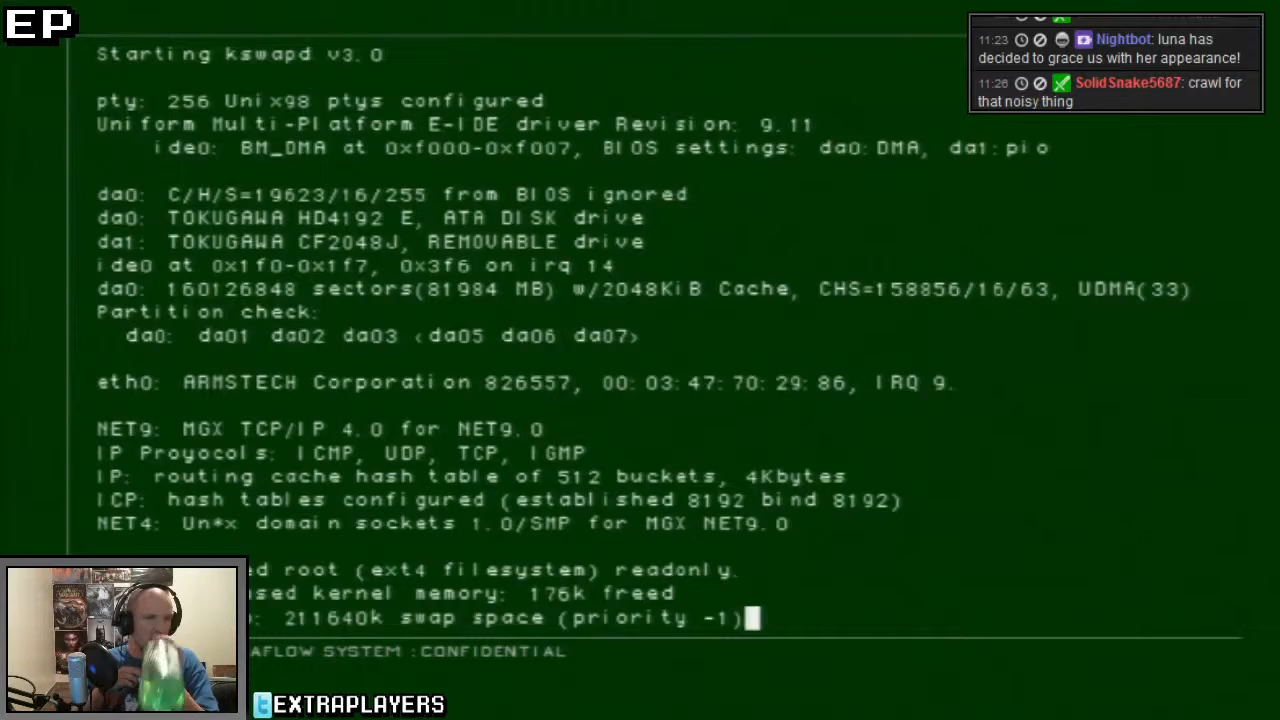 EP
Starting kswapd v3.0
11:23 Nightbot: luna has
decided to grace us with her appearance!
11:26 SolidSnake5687: crawl for
that noisy thing
pty: 256 Unix98 ptys configured
Uniform Multi-Platform E-IDE driver Revision: 9.11
ide0: BM_DMA at 0xf000-0xf007, BIOS settings: da0:DMA, da1:pio
da0: C/H/S=19623/16/255 from BIOS ignored
da0: TOKUGAWA HD4192 E, ATA DISK drive
da1: TOKUGAWA CF2048J, REMOVABLE drive
ide0 at 0x1f0-0x1f7, 0x3f6 on irq 14
da0: 160126848 sectors(81984 MB) w/2048KiB Cache, CHS=158856/16/63, UDMA(33)
Partition check:
da0: da01 da02 da03 <da05 da06 da07>
eth0: ARMSTECH Corporation 826557, 00:03:47:70:29:86, IRQ 9.
NET9: MGX TCP/IP 4.0 for NET9.0
IP Proyocols: ICMP, UDP, TCP, IGMP
IP: routing cache hash table of 512 buckets, 4Kbytes
ICP: hash tables configured (established 8192 bind 8192)
NET4: Un*x domain sockets 1.0/SMP for MGX NET9.0
ed root (ext4 filesystem) readonly.
sed kernel memory: 176k freed
: 211640k swap space (priority -1)
AFLOW SYSTEM :CONFIDENTIAL
EXTRAPLAYERS